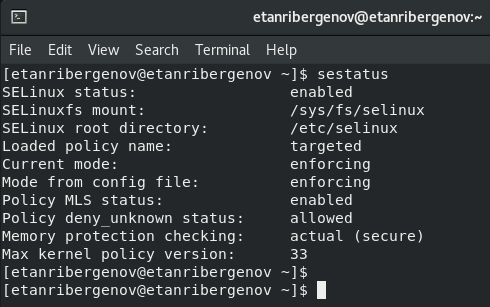 etanribergenov@etanribergenov:~
File Edit View Search Terminal Help
[etanribergenov@etanribergenov ~]$ sestatus
SELinux status:                 enabled
SELinuxfs mount:                /sys/fs/selinux
SELinux root directory:         /etc/selinux
Loaded policy name:             targeted
Current mode:                   enforcing
Mode from config file:          enforcing
Policy MLS status:              enabled
Policy deny_unknown status:     allowed
Memory protection checking:     actual (secure)
Max kernel policy version:      33
[etanribergenov@etanribergenov ~]$
[etanribergenov@etanribergenov ~]$